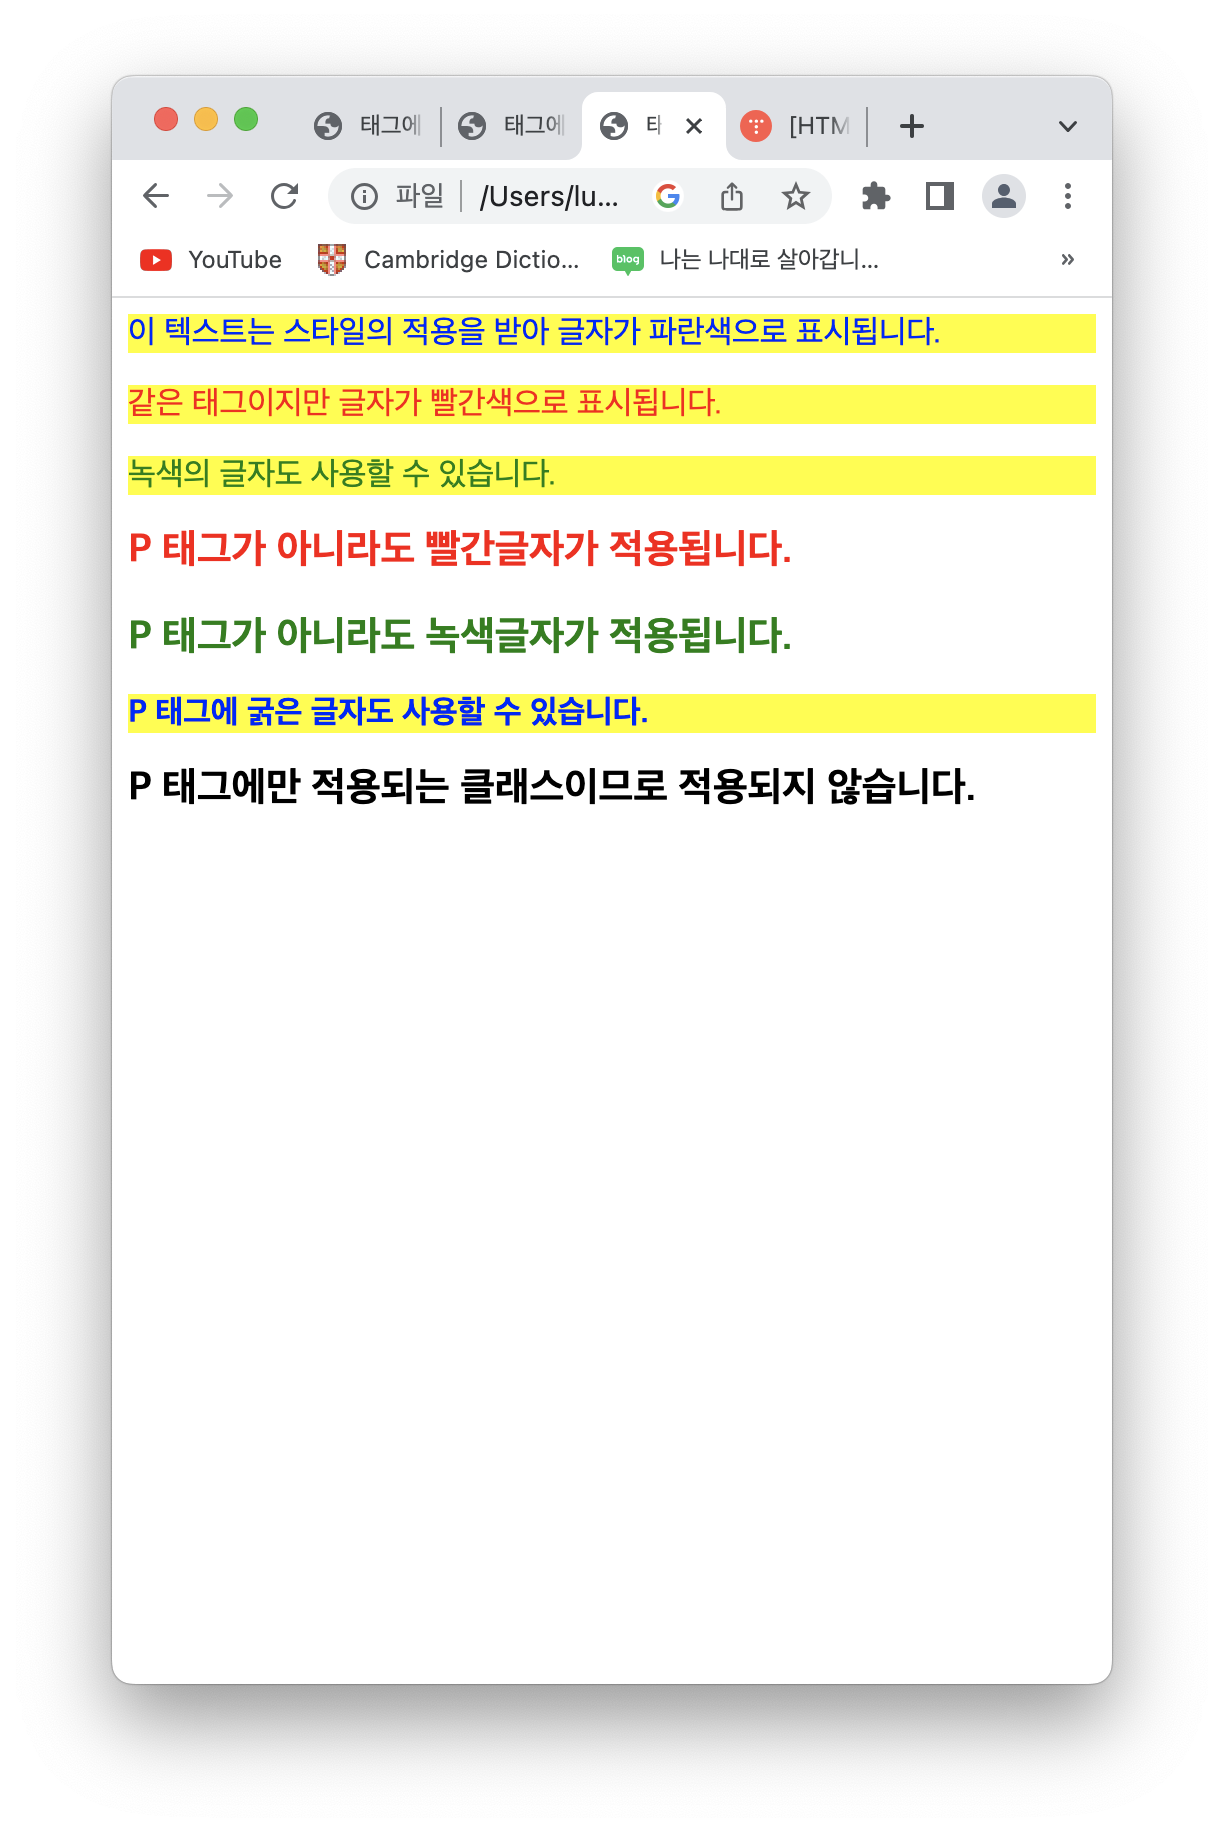 태그에
태그에
타
[HTM
파일
/Users/lu...
YouTube
Cambridge Dictio...
blog
나는 나대로 살아갑니...
이 텍스트는 스타일의 적용을 받아 글자가 파란색으로 표시됩니다.
같은 태그이지만 글자가 빨간색으로 표시됩니다.
녹색의 글자도 사용할 수 있습니다.
P 태그가 아니라도 빨간글자가 적용됩니다.
P 태그가 아니라도 녹색글자가 적용됩니다.
P 태그에 굵은 글자도 사용할 수 있습니다.
P 태그에만 적용되는 클래스이므로 적용되지 않습니다.